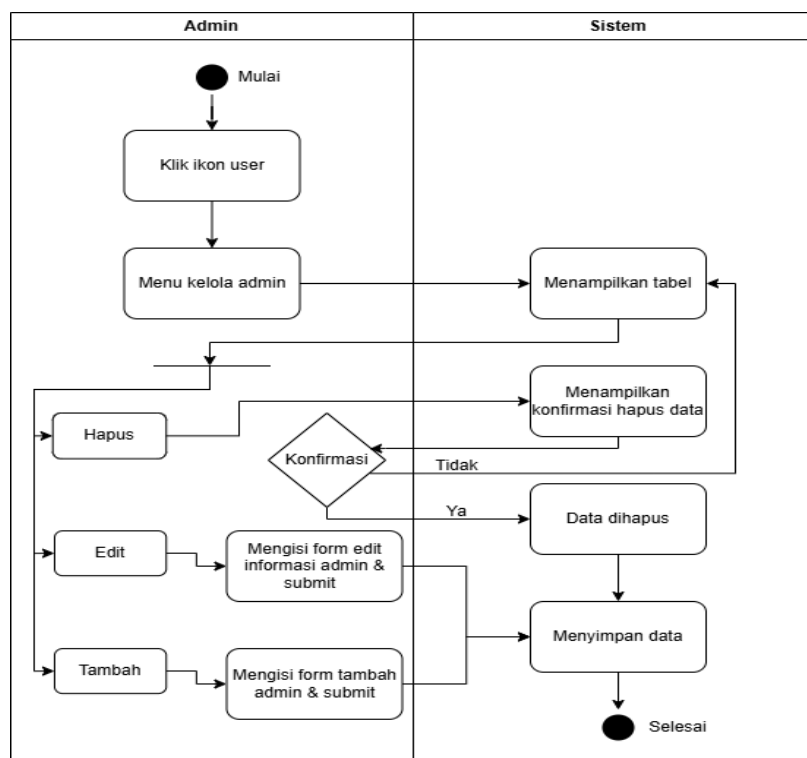 Admin
Sistem
Mulai
Klik ikon user
Menu kelola admin
Menampilkan tabel
Menampilkan
konfirmasi hapus data
Hapus
Konfirmasi
Tidak
Ya
Data dihapus
Edit
Mengisi form edit
informasi admin &
submit
Menyimpan data
Tambah
Mengisi form tambah
admin & submit
Selesai